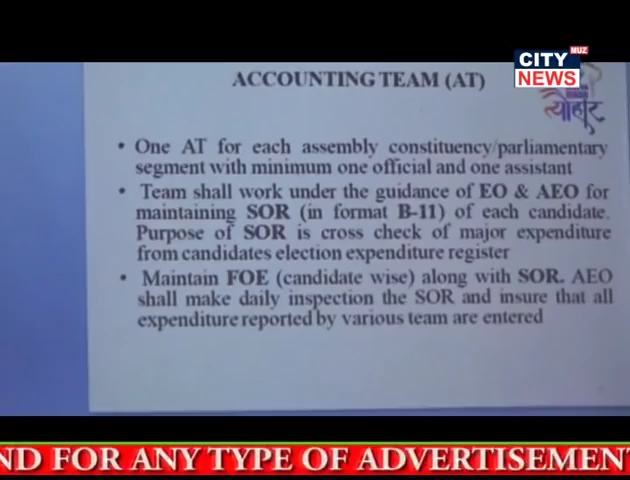 MUZ
CITY
NEWS
त्योहार
ACCOUNTING TEAM (AT)
• One AT for each assembly constituency/parliamentary
segment with minimum one official and one assistant
• Team shall work under the guidance of EO & AEO for
maintaining SOR (in format B-11) of each candidate.
Purpose of SOR is cross check of major expenditure
from candidates election expenditure register
• Maintain FOE (candidate wise) along with SOR. AEO
shall make daily inspection the SOR and insure that all
expenditure reported by various team are entered
ND FOR ANY TYPE OF ADVERTISEMENT